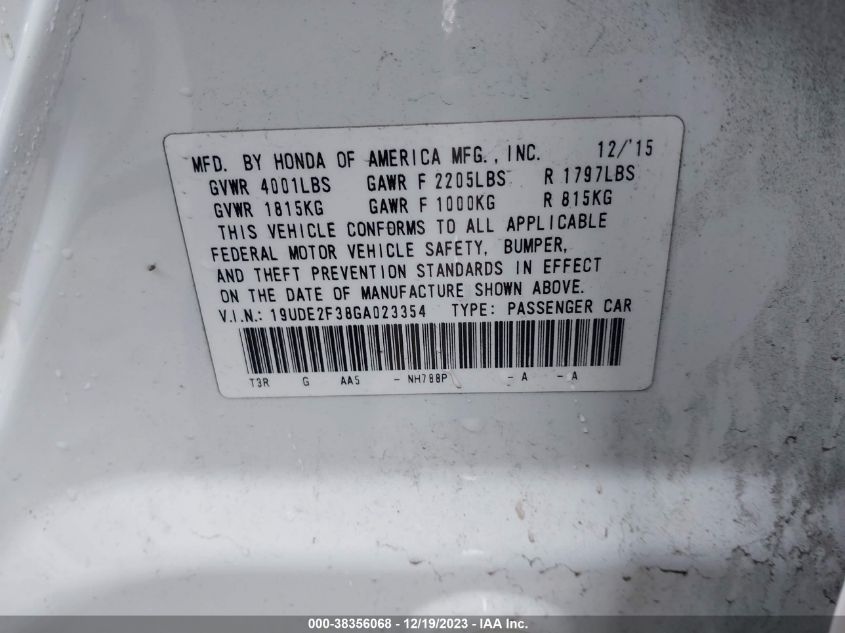 MFD. BY HONDA OF AMERICA MFG., INC. 12/'15
GVWR 4001LBS GAWR F 2205LBS R 1797LBS
GVWR 1815KG GAWR F 1000KG R 815KG
THIS VEHICLE CONFORMS TO ALL APPLICABLE
FEDERAL MOTOR VEHICLE SAFETY, BUMPER,
AND THEFT PREVENTION STANDARDS IN EFFECT
ON THE DATE OF MANUFACTURE SHOWN ABOVE.
V.I.N.: 19UDE2F38GA023354 TYPE: PASSENGER CAR
T3R G AA5 - NH788P - A - A
000-38356068 - 12/19/2023 - IAA Inc.